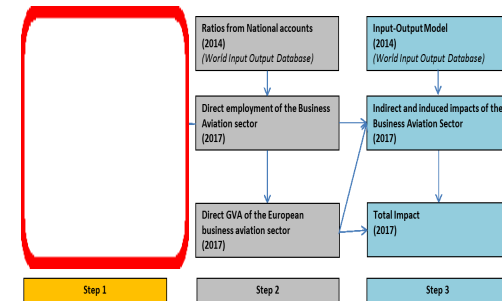 Ratios from National accounts
(2014)
(World Input Output Database)
Direct employment of the Business
Aviation sector
(2017)
Direct GVA of the European
business aviation sector
(2017)
Input-Output Model
(2014)
(World Input Output Database)
Indirect and induced impacts of the
Business Aviation Sector
(2017)
Total Impact
(2017)
Step 1
Step 2
Step 3